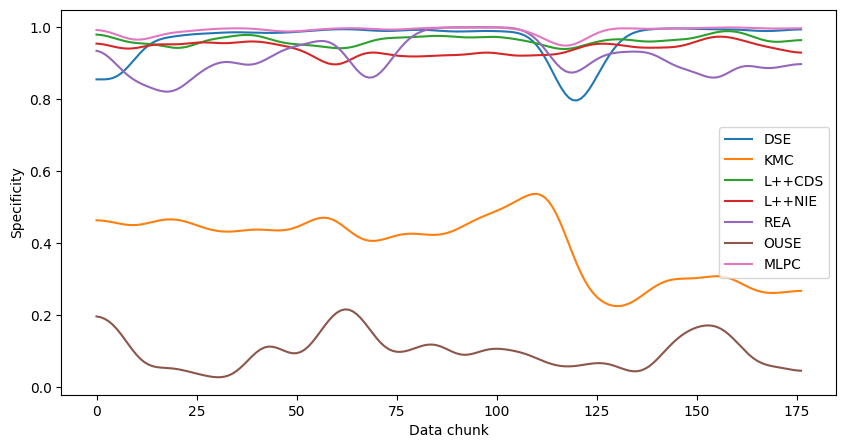 1.0
0.8
0.6
0.4
0.2
0.0
Specificity
0
25
50
75
100
125
150
175
Data chunk
DSE
KMC
L++CDS
L++NIE
REA
OUSE
MLPC